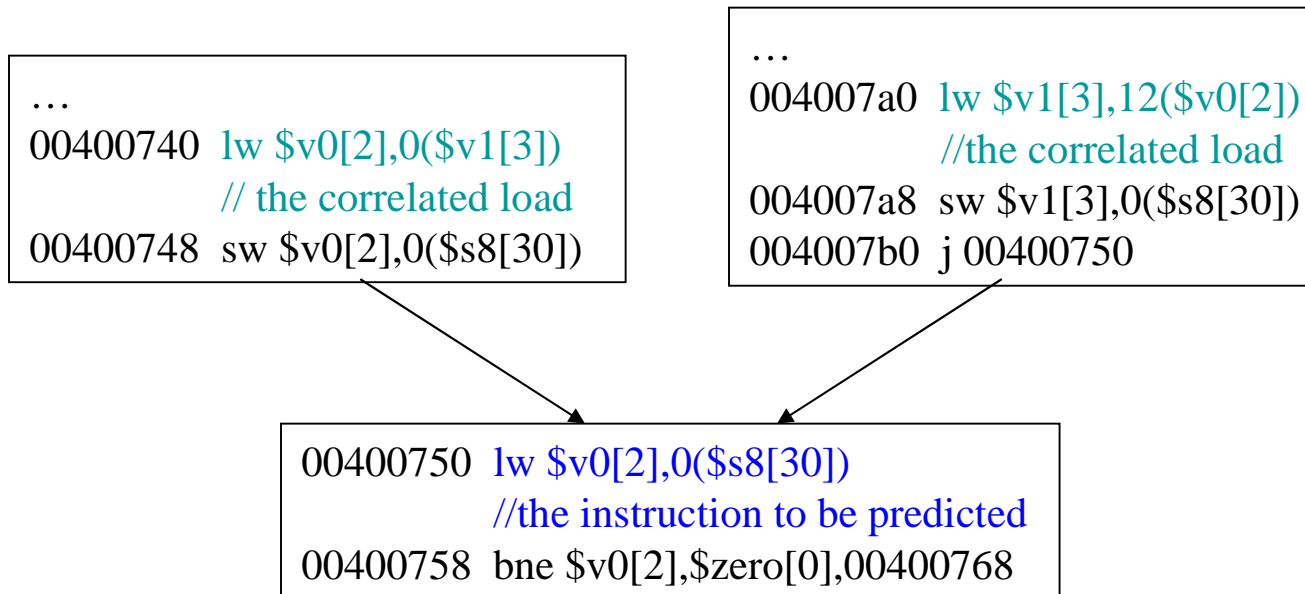 …
00400740 lw $v0[2],0($v1[3])
// the correlated load
00400748 sw $v0[2],0($s8[30])
…
004007a0 lw $v1[3],12($v0[2])
//the correlated load
004007a8 sw $v1[3],0($s8[30])
004007b0 j 00400750
00400750 lw $v0[2],0($s8[30])
//the instruction to be predicted
00400758 bne $v0[2],$zero[0],00400768